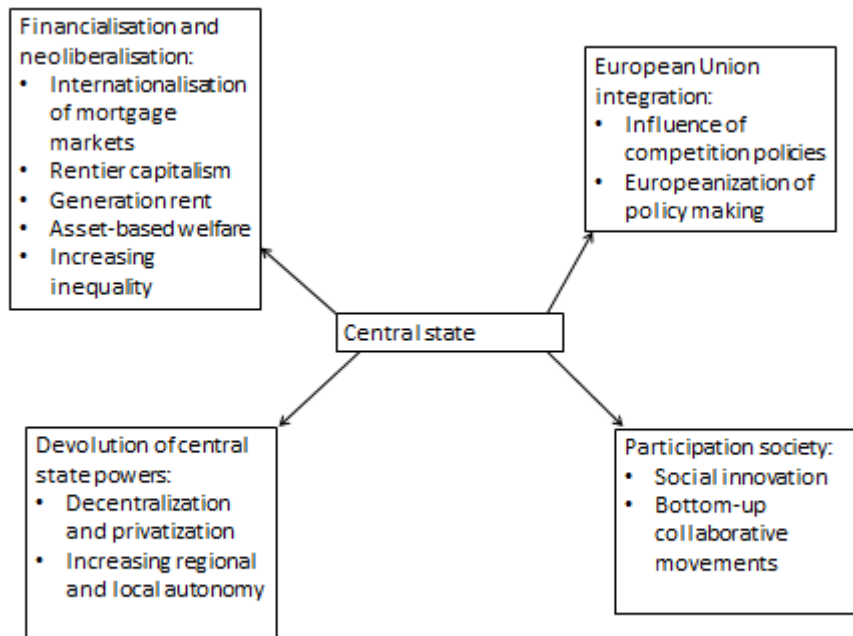 Financialisation and
neoliberalisation:
• Internationalisation
of mortgage
markets
• Rentier capitalism
• Generation rent
• Asset-based welfare
• Increasing
inequality
European Union
integration:
• Influence of
competition policies
• Europeanization of
policy making
Central state
Devolution of central
state powers:
• Decentralization
and privatization
• Increasing regional
and local autonomy
Participation society:
• Social innovation
• Bottom-up
collaborative
movements